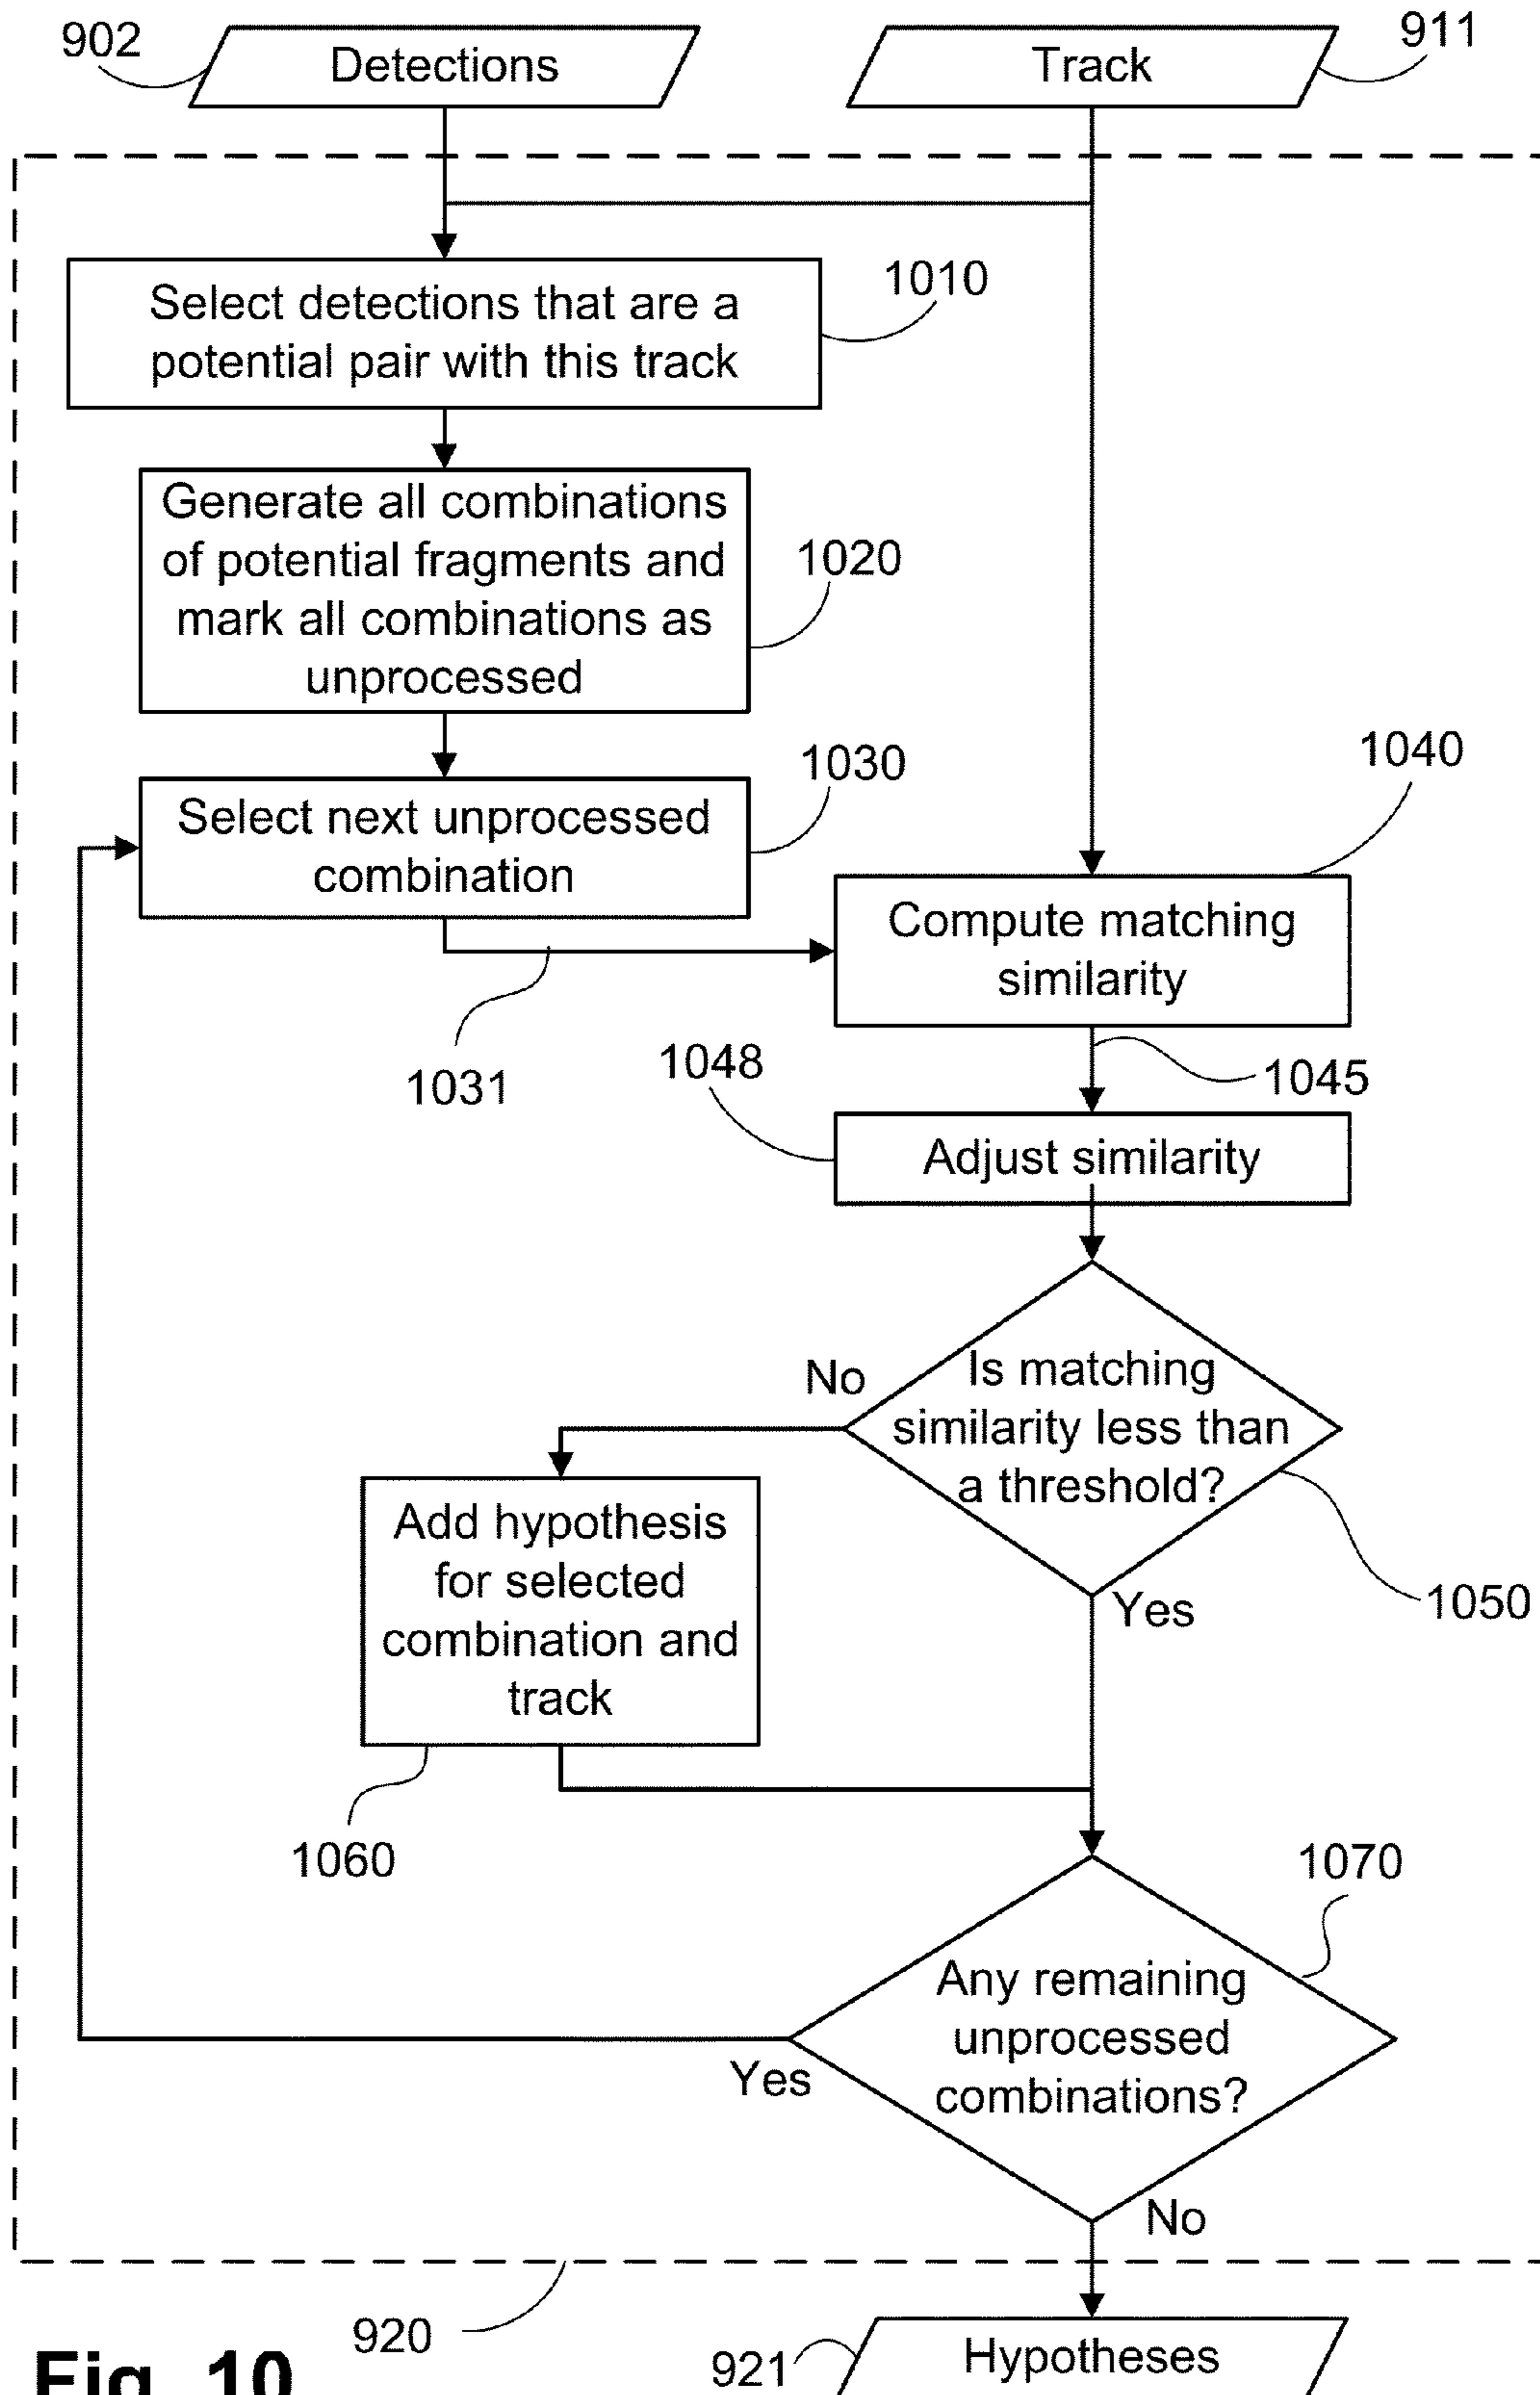 902
Detections
Track
911
Select detections that are a
potential pair with this track
1010
Generate all combinations
of potential fragments and
mark all combinations as
unprocessed
1020
Select next unprocessed
combination
1030
1040
Compute matching
similarity
1031
1045
1048
Adjust similarity
Is matching
similarity less than
a threshold?
No
Yes
1050
Add hypothesis
for selected
combination and
track
1060
1070
Any remaining
unprocessed
combinations?
Yes
No
920
921
Hypotheses
Fig. 10